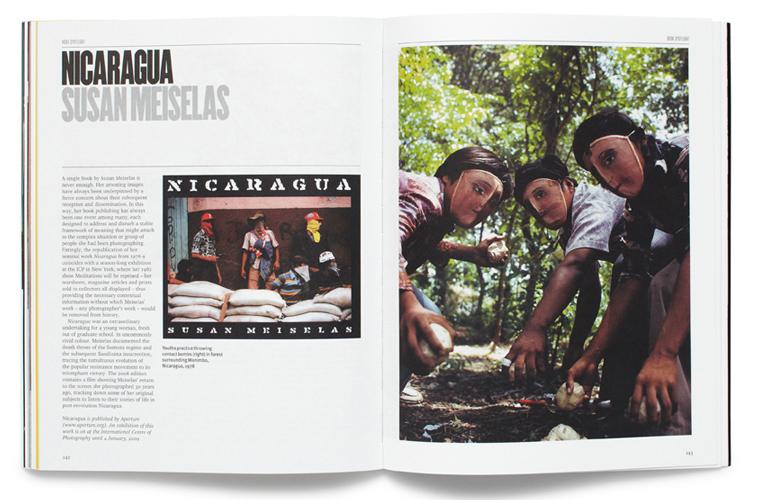 BOOK SPOTLIGHT
BOOK SPOTLIGHT
NICARAGUA
SUSAN MEISELAS
A single book by Susan Meiselas is
never enough. Her arresting images
have always been underpinned by a
fierce concern about their subsequent
reception and dissemination. In this
way, her book publishing has always
been one event among many, each
designed to address and disturb a stable
framework of meaning that might attach
to the complex situation or group of
people she had been photographing.
Fittingly, the republication of her
seminal work Nicaragua from 1978-9
coincides with a season-long exhibition
at the ICP in New York, where her 1982
show Mediations will be reprised – her
tearsheets, magazine articles and prints
sold to collectors all displayed – thus
providing the necessary contextual
information without which Meiselas'
work – any photographer's work – would
be removed from history.
Nicaragua was an extraordinary
undertaking for a young woman, fresh
out of graduate school. In uncommonly
vivid colour, Meiselas documented the
death throes of the Somoza regime and
the subsequent Sandinista insurrection,
tracing the tumultuous evolution of
the popular resistance movement to its
triumphant victory. The 2008 edition
contains a film showing Meiselas' return
to the scenes she photographed 30 years
ago, tracking down some of her original
subjects to listen to their stories of life in
post-revolution Nicaragua.
Nicaragua is published by Aperture
(www.aperture.org). An exhibition of this
work is on at the International Centre of
Photography until 4 January, 2009
NICARAGUA
SUSAN MEISELAS
Youths practice throwing
contact bombs (right) in forest
surrounding Monimbo,
Nicaragua, 1978
142
143